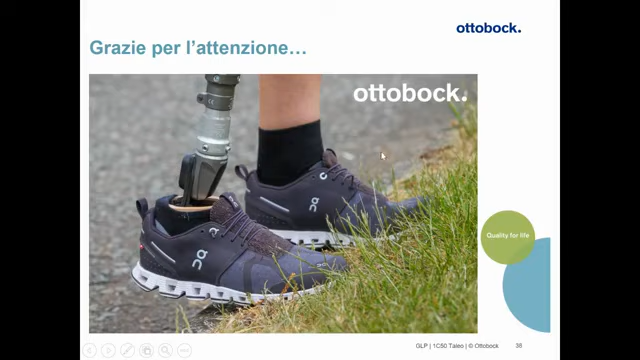 ottobock.
Grazie per l’attenzione…
ottobock.
Quality for life
GLP | 1C50 Taleo | © Ottobock
38